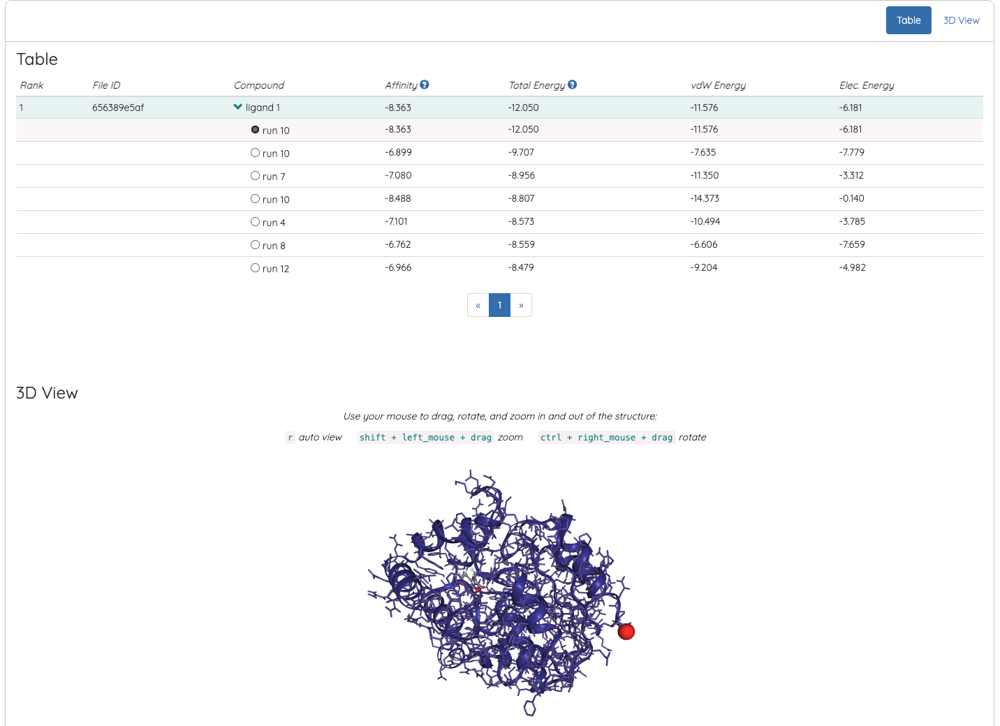 Table 3D View
Table
Rank File ID Compound Affinity Total Energy vdW Energy Elec. Energy
1 656389e5af ligand 1 -8.363 -12.050 -11.576 -6.181
run 10 -8.363 -12.050 -11.576 -6.181
run 10 -6.899 -9.707 -7.635 -7.779
run 7 -7.080 -8.956 -11.350 -3.312
run 10 -8.488 -8.807 -14.373 -0.140
run 4 -7.101 -8.573 -10.494 -3.785
run 8 -6.762 -8.559 -6.606 -7.659
run 12 -6.966 -8.479 -9.204 -4.982
« 1 »
3D View
Use your mouse to drag, rotate, and zoom in and out of the structure:
r auto view shift + left_mouse + drag zoom ctrl + right_mouse + drag rotate